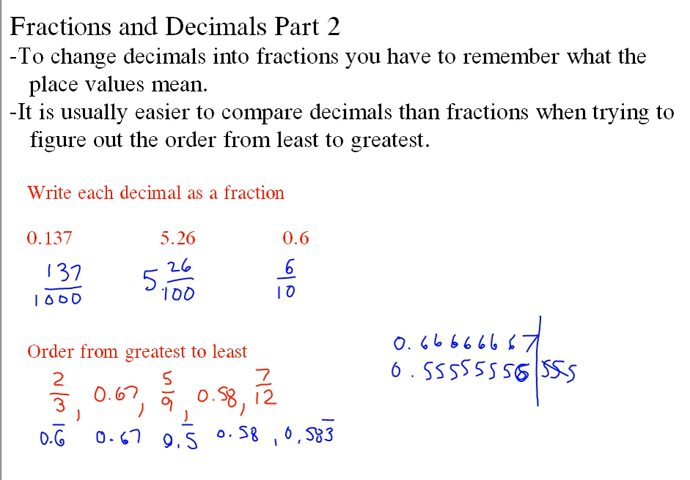 Fractions and Decimals Part 2
-To change decimals into fractions you have to remember what the
place values mean.
-It is usually easier to compare decimals than fractions when trying to
figure out the order from least to greatest.
Write each decimal as a fraction
0.137 5.26 0.6
137/1000 5 26/100 6/10
Order from greatest to least
2/3, 0.67, 5/9, 0.58, 7/12
0.6̅ 0.67 0.5̅ 0.58, 0.583̅
0.66666667
0.55555556 555